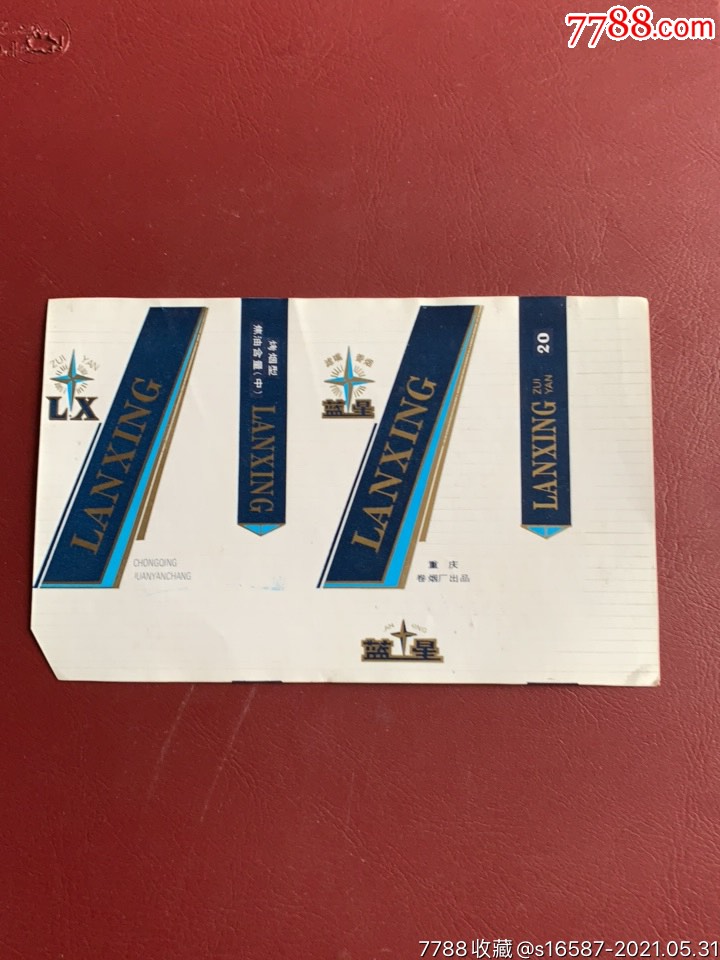 7788.com
ZUI YAN
LX
LANXING
CHONGQING
JUANYANCHANG
烤烟型
焦油含量(中)
LANXING
蓝星
LANXING
重庆
卷烟厂出品
LANXING
ZUI
YAN
20
蓝星
7788收藏@s16587-2021.05.31